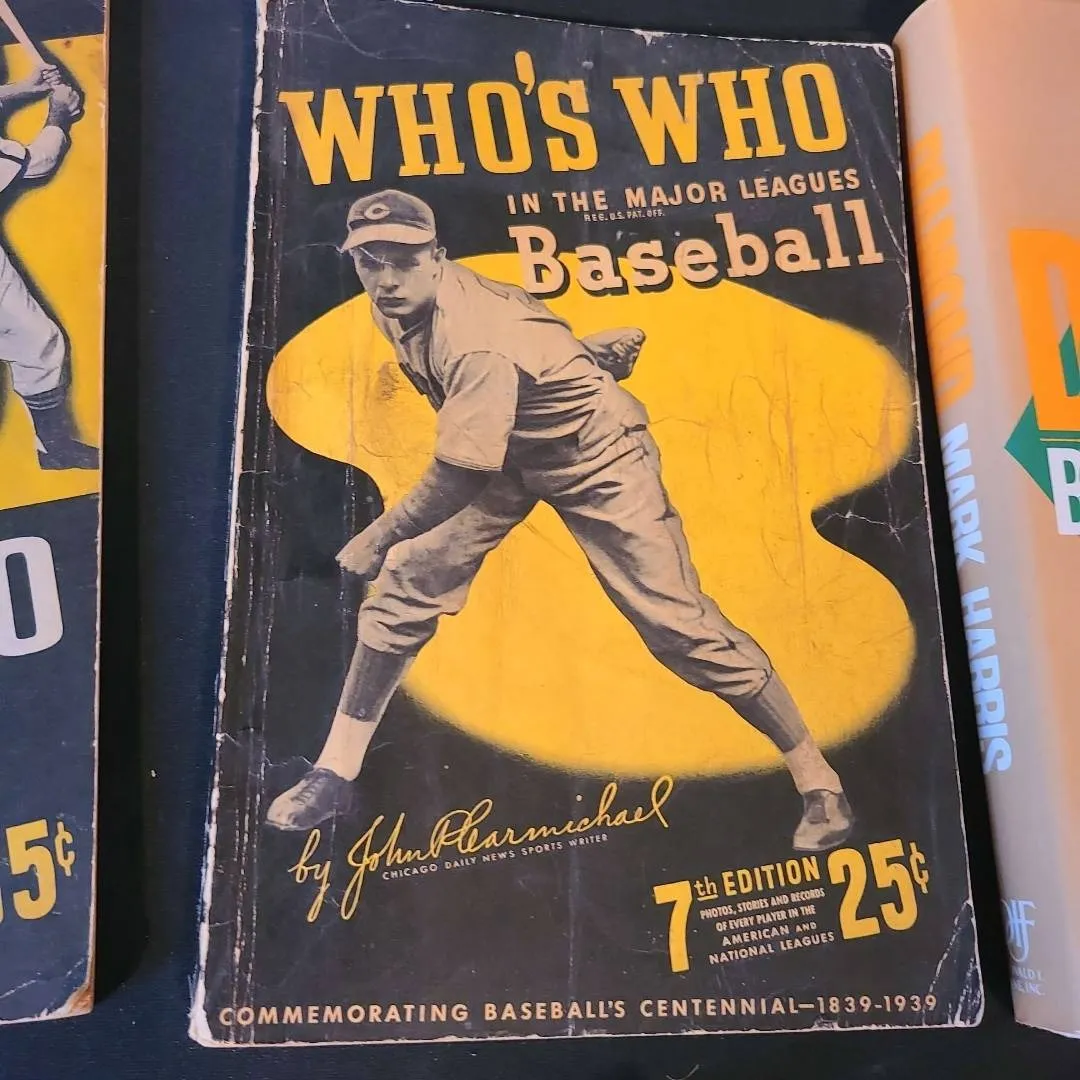 WHO'S WHO
IN THE MAJOR LEAGUES
REG. U.S. PAT. OFF.
Baseball
C
by John P Carmichael
CHICAGO DAILY NEWS SPORTS WRITER
7th EDITION
PHOTOS, STORIES AND RECORDS
OF EVERY PLAYER IN THE
AMERICAN AND
NATIONAL LEAGUES
25¢
COMMEMORATING BASEBALL'S CENTENNIAL—1839-1939
O
5¢
MARK HARRIS
D
B